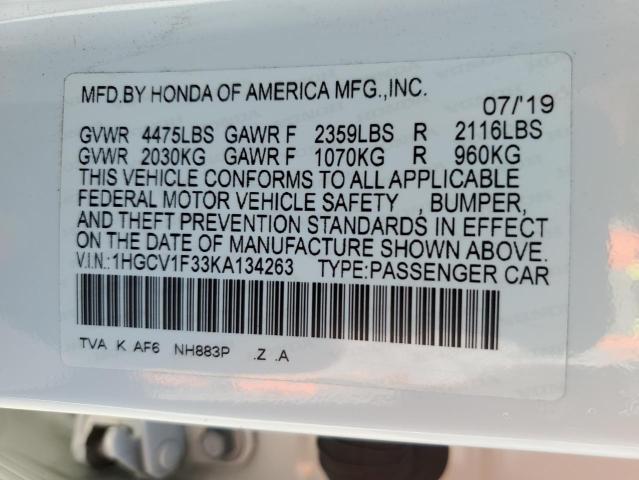 MFD.BY HONDA OF AMERICA MFG.,INC.
07/'19
GVWR 4475LBS GAWR F 2359LBS R 2116LBS
GVWR 2030KG GAWR F 1070KG R 960KG
THIS VEHICLE CONFORMS TO ALL APPLICABLE
FEDERAL MOTOR VEHICLE SAFETY , BUMPER,
AND THEFT PREVENTION STANDARDS IN EFFECT
ON THE DATE OF MANUFACTURE SHOWN ABOVE.
V.I.N.:1HGCV1F33KA134263 TYPE:PASSENGER CAR
TVA K AF6 NH883P .Z .A